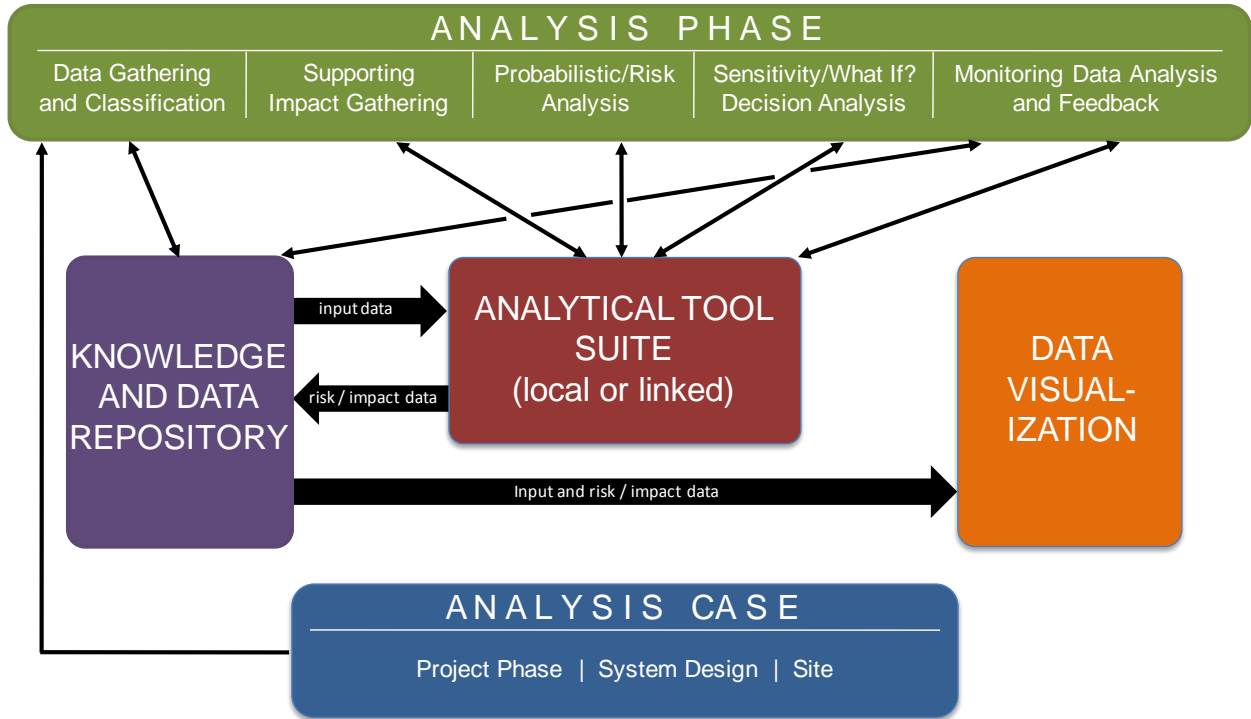 ANALYSIS PHASE
Data Gathering
and Classification
Supporting
Impact Gathering
Probabilistic/Risk
Analysis
Sensitivity/What If?
Decision Analysis
Monitoring Data Analysis
and Feedback
KNOWLEDGE
AND DATA
REPOSITORY
input data
risk / impact data
ANALYTICAL TOOL
SUITE
(local or linked)
DATA
VISUAL-
IZATION
Input and risk / impact data
ANALYSIS CASE
Project Phase | System Design | Site